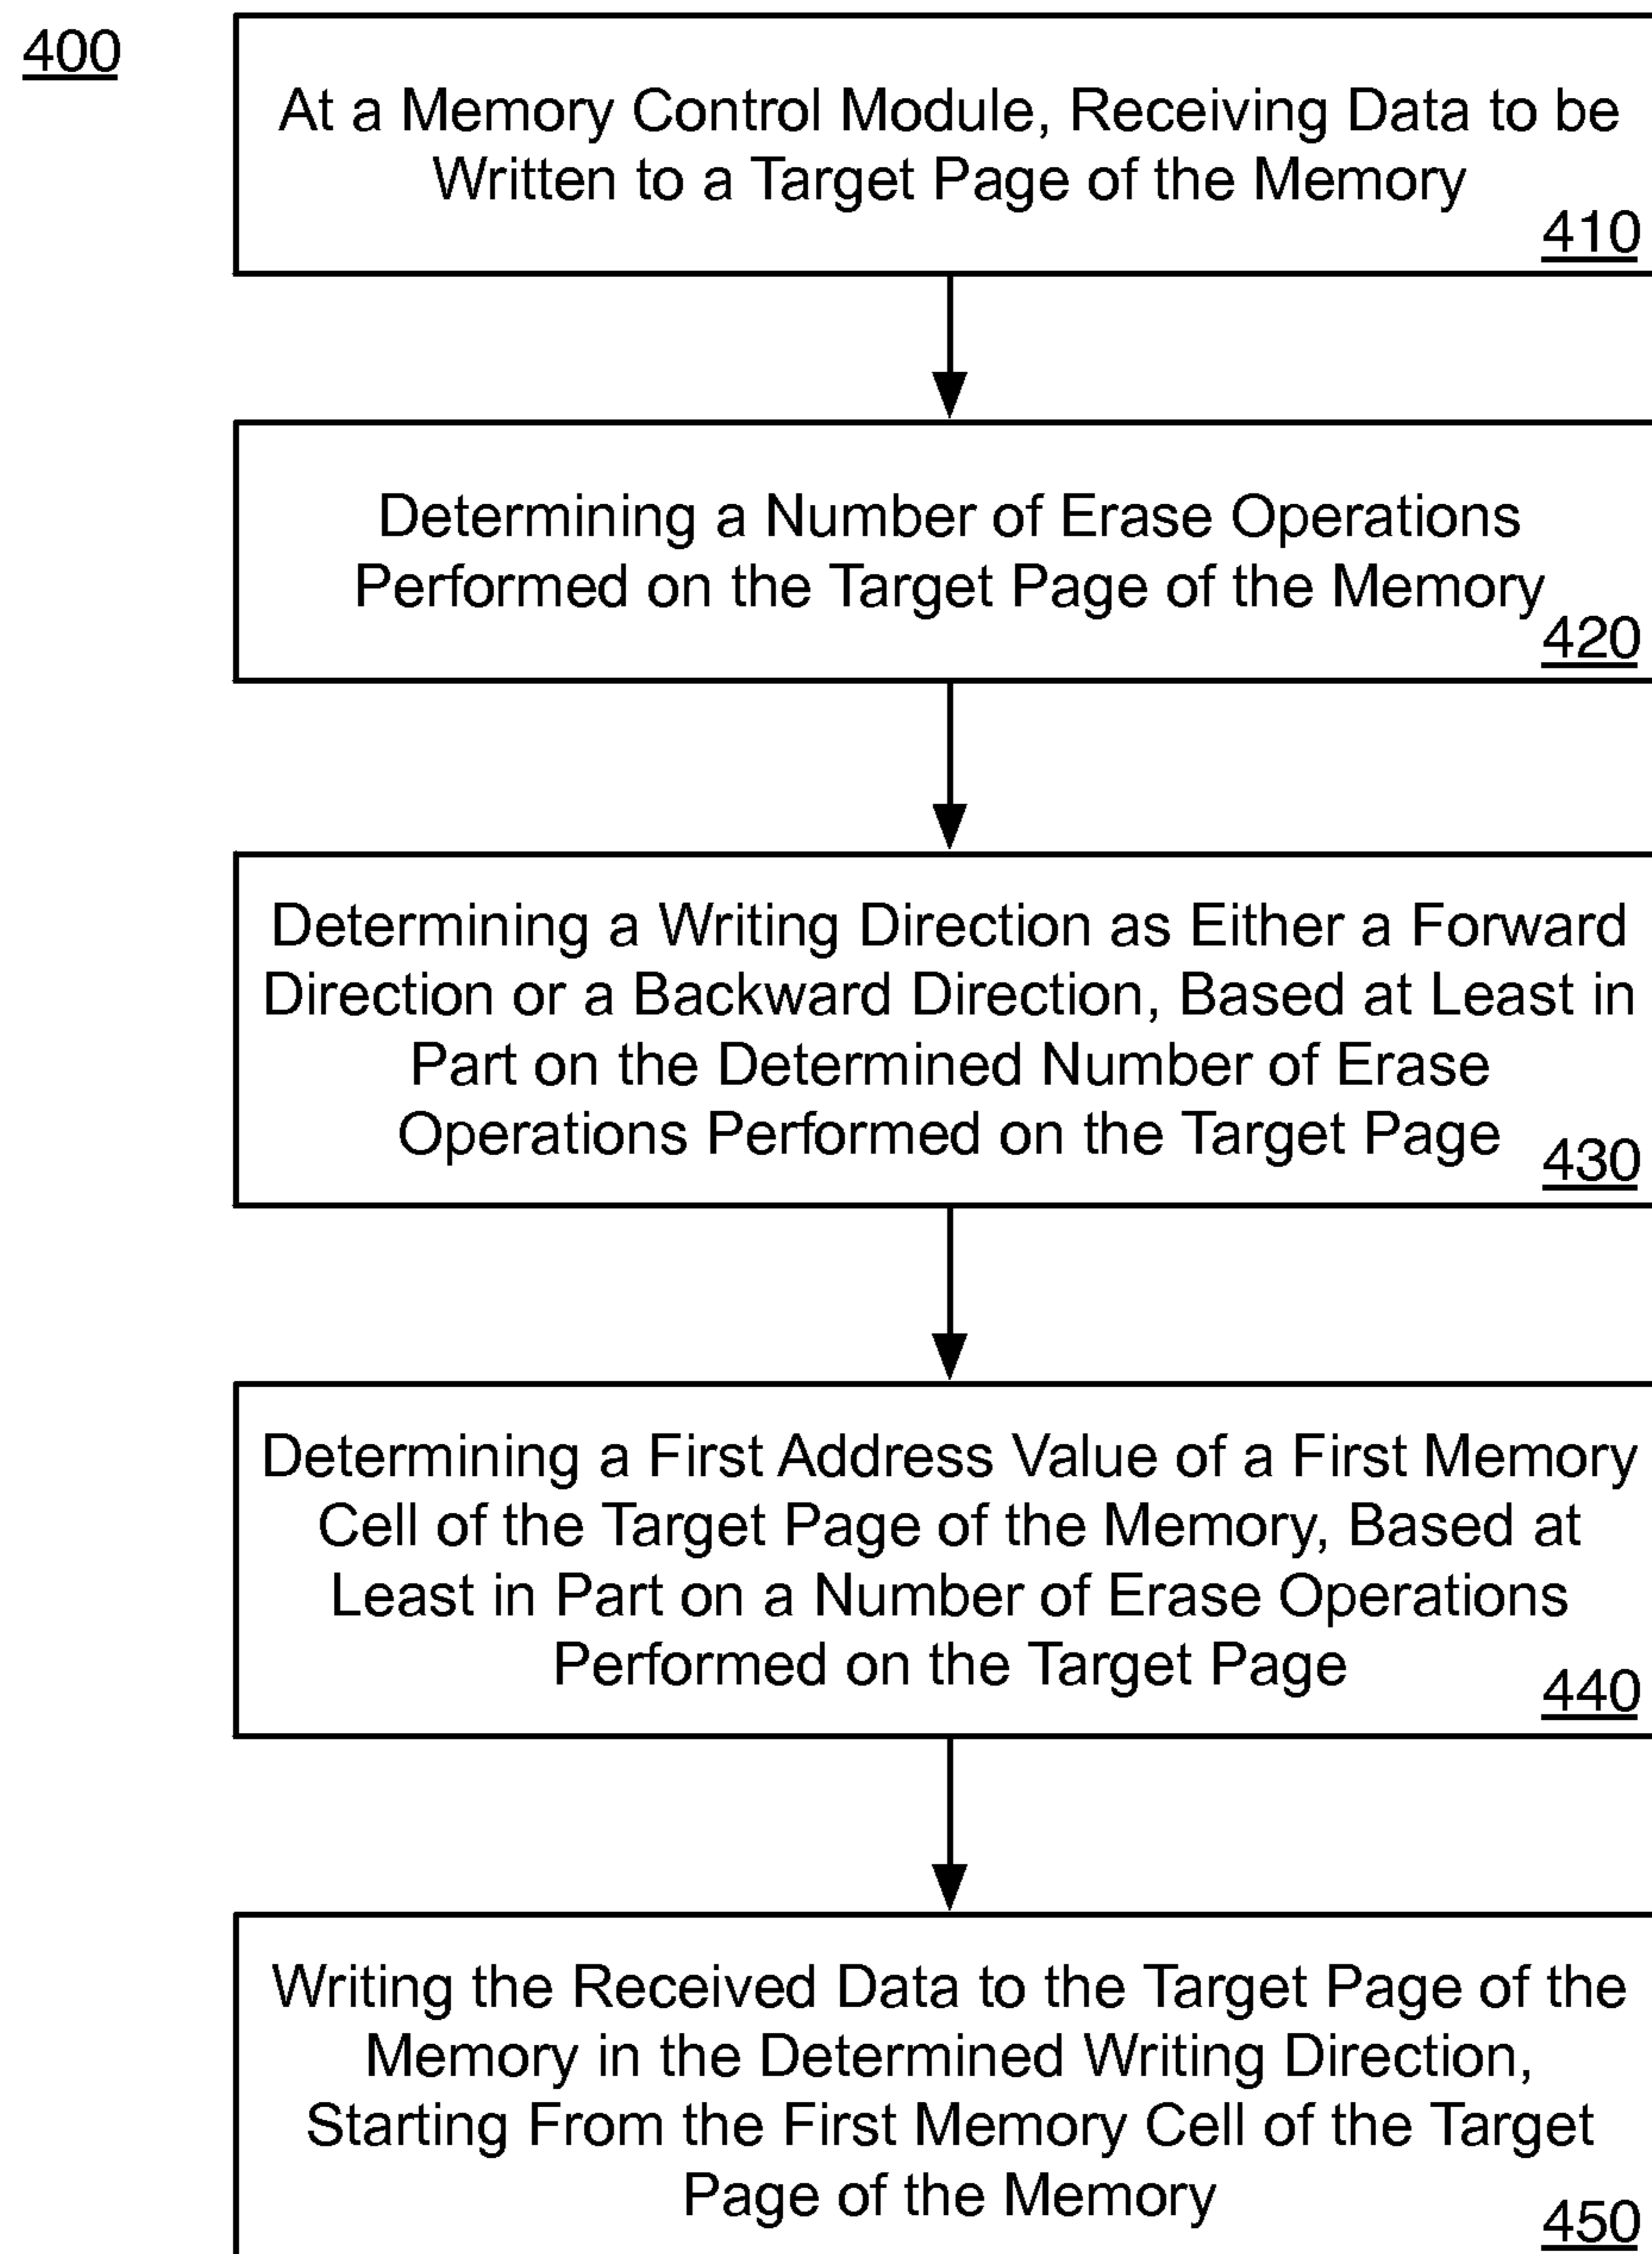 400
At a Memory Control Module, Receiving Data to be
Written to a Target Page of the Memory
410
Determining a Number of Erase Operations
Performed on the Target Page of the Memory
420
Determining a Writing Direction as Either a Forward
Direction or a Backward Direction, Based at Least in
Part on the Determined Number of Erase
Operations Performed on the Target Page
430
Determining a First Address Value of a First Memory
Cell of the Target Page of the Memory, Based at
Least in Part on a Number of Erase Operations
Performed on the Target Page
440
Writing the Received Data to the Target Page of the
Memory in the Determined Writing Direction,
Starting From the First Memory Cell of the Target
Page of the Memory
450